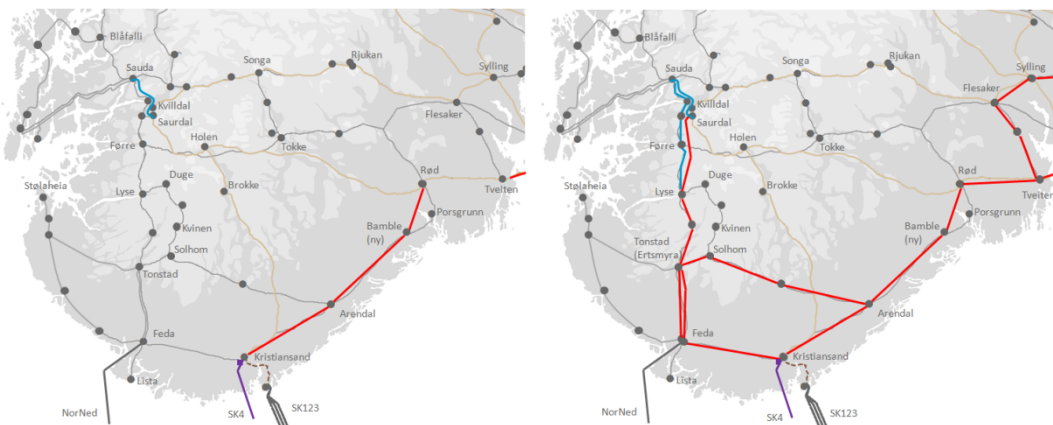 Blåfalli
Sauda
Songa
Rjukan
Sylling
Kvilldal
Saurdal
Flesaker
Holen
Førre
Tokke
Duge
Rød
Stølaheia
Lyse
Brokke
Tveiten
Kvinen
Porsgrunn
Bamble
(ny)
Solhom
Tonstad
Arendal
Feda
Kristiansand
Lista
NorNed
SK4
SK123
Blåfalli
Sauda
Songa
Rjukan
Sylling
Kvilldal
Saurdal
Flesaker
Holen
Førre
Tokke
Duge
Rød
Stølaheia
Lyse
Brokke
Tveiten
Kvinen
Porsgrunn
Bamble
(ny)
Tonstad
(Ertsmyra)
Solhom
Arendal
Feda
Kristiansand
Lista
NorNed
SK4
SK123